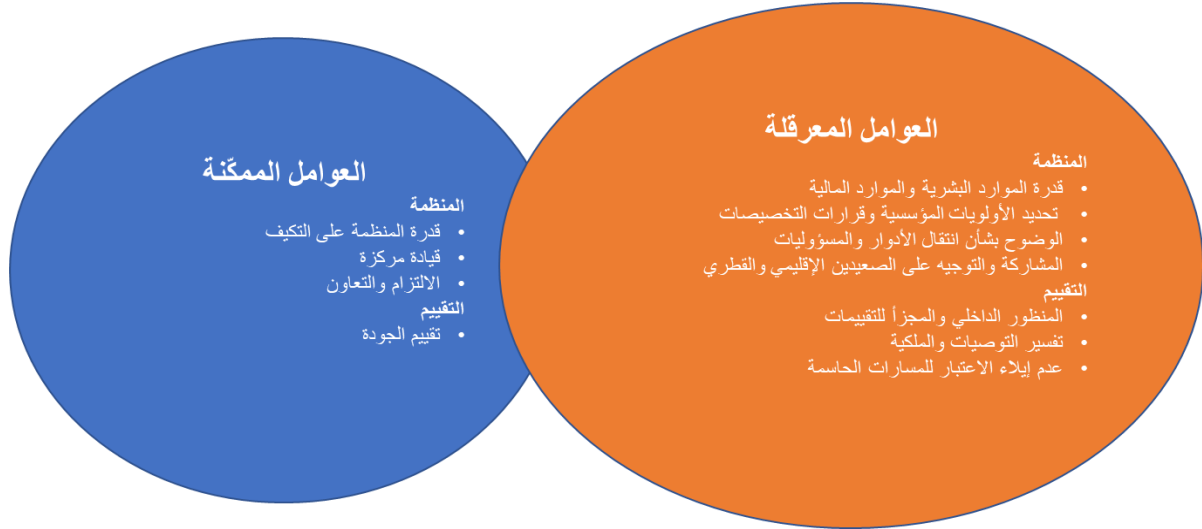 العوامل المعرقلة
المنظمة
• قدرة الموارد البشرية والموارد المالية
• تحديد الأولويات المؤسسية وقرارات التخصيصات
• الوضوح بشأن انتقال الأدوار والمسؤوليات
• المشاركة والتوجيه على الصعيدين الإقليمي والقطري
التقييم
• المنظور الداخلي والمجزأ للتقييمات
• تفسير التوصيات والملكية
• عدم إيلاء الاعتبار للمسارات الحاسمة
العوامل الممكّنة
المنظمة
• قدرة المنظمة على التكيف
• قيادة مركزة
• الالتزام والتعاون
التقييم
• تقييم الجودة